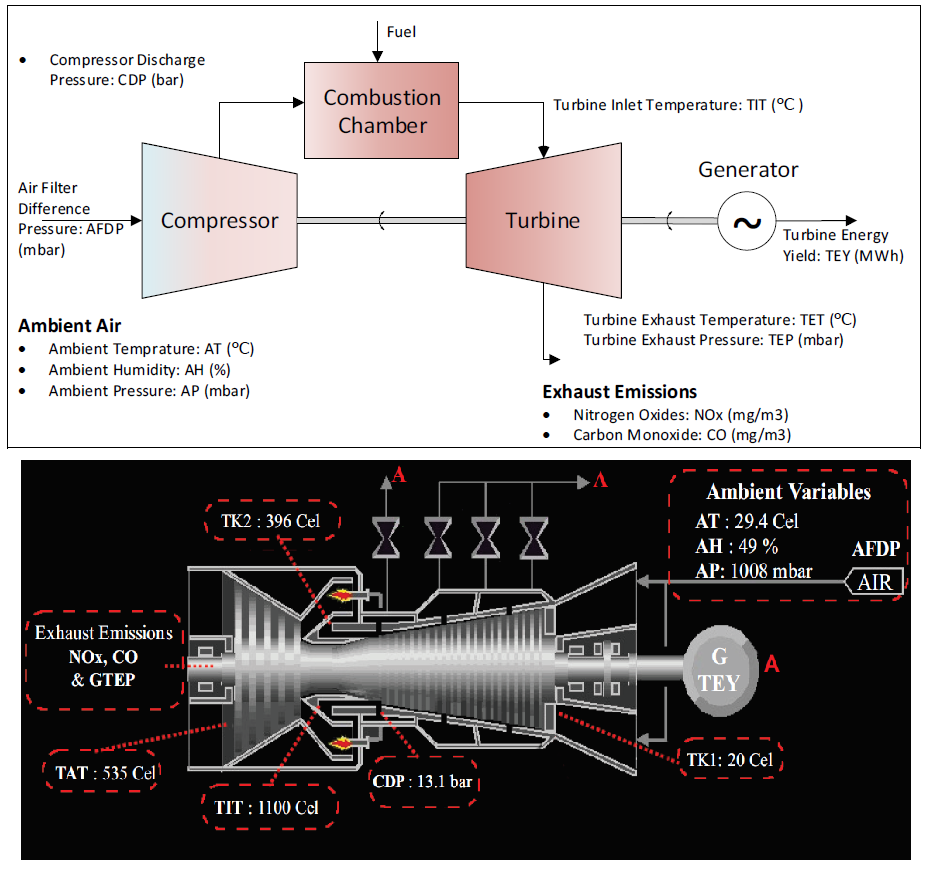 Fuel
• Compressor Discharge
Pressure: CDP (bar)
Combustion
Chamber
Turbine Inlet Temperature: TIT (℃ )
Generator
Air Filter
Difference
Pressure: AFDP
(mbar)
Compressor
Turbine
~
Turbine Energy
Yield: TEY (MWh)
Ambient Air
• Ambient Temprature: AT (℃)
• Ambient Humidity: AH (%)
• Ambient Pressure: AP (mbar)
Turbine Exhaust Temperature: TET (℃)
Turbine Exhaust Pressure: TEP (mbar)
Exhaust Emissions
• Nitrogen Oxides: NOx (mg/m3)
• Carbon Monoxide: CO (mg/m3)
A
A
Ambient Variables
AT : 29.4 Cel
AH : 49 %
AP: 1008 mbar
AFDP
AIR
TK2 : 396 Cel
Exhaust Emissions
NOx, CO
& GTEP
G
TEY
A
TAT : 535 Cel
TIT : 1100 Cel
CDP : 13.1 bar
TK1: 20 Cel